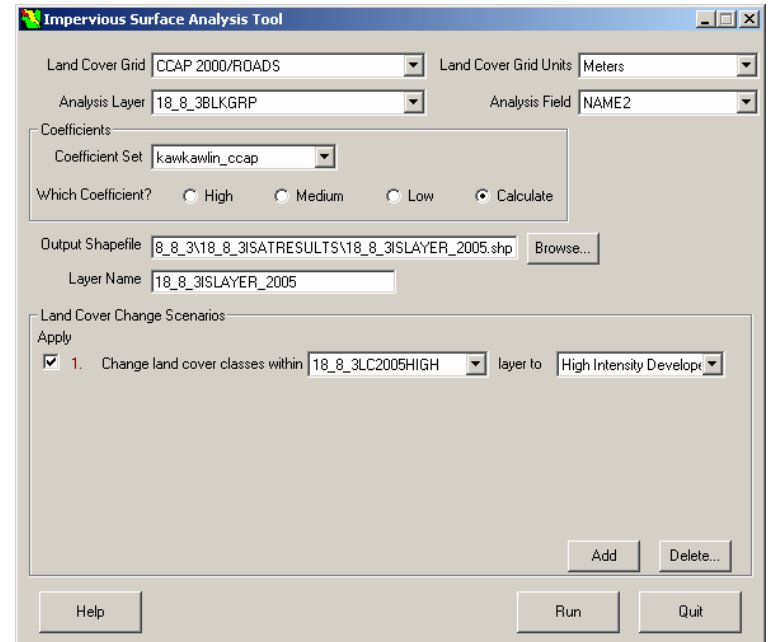 Impervious Surface Analysis Tool
Land Cover Grid CCAP 2000/ROADS Land Cover Grid Units Meters
Analysis Layer 18_8_3BLKGRP Analysis Field NAME2
Coefficients
Coefficient Set kawkawlin_ccap
Which Coefficient? High Medium Low Calculate
Output Shapefile 8_8_3\18_8_3ISATRESULTS\18_8_3ISLAYER_2005.shp Browse...
Layer Name 18_8_3ISLAYER_2005
Land Cover Change Scenarios
Apply
1. Change land cover classes within 18_8_3LC2005HIGH layer to High Intensity Develope
Add Delete...
Help Run Quit